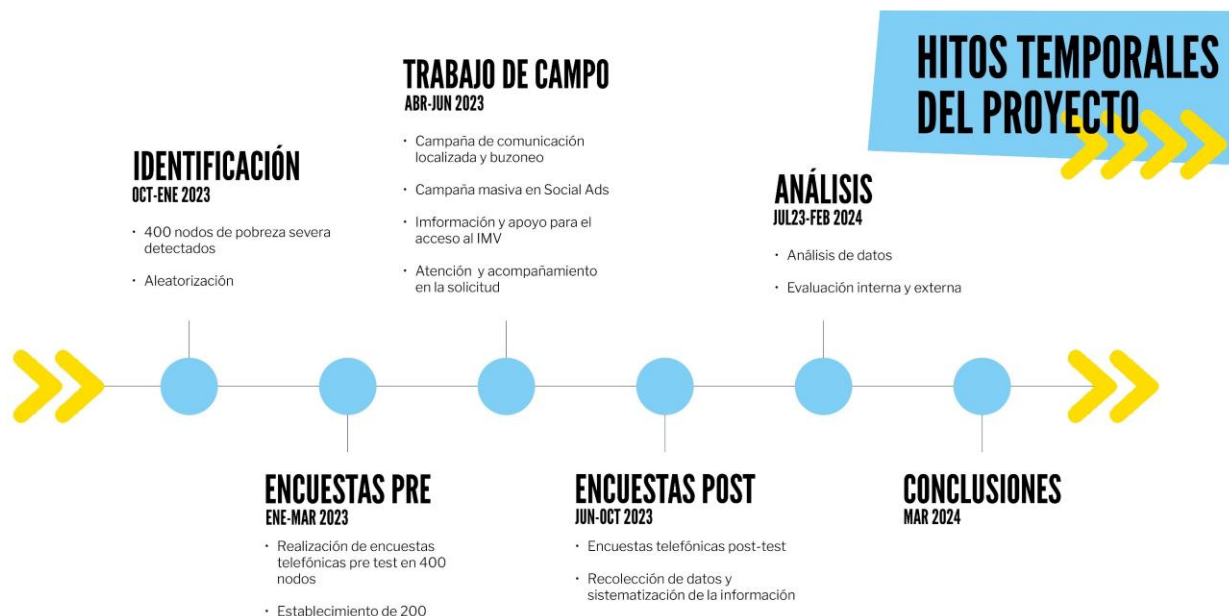 HITOS TEMPORALES
DEL PROYECTO
IDENTIFICACIÓN
OCT-ENE 2023
• 400 nodos de pobreza severa
detectados
• Aleatorización
TRABAJO DE CAMPO
ABR-JUN 2023
• Campaña de comunicación
localizada y buzoneo
• Campaña masiva en Social Ads
• Imformación y apoyo para el
acceso al IMV
• Atención y acompañamiento
en la solicitud
ANÁLISIS
JUL23-FEB 2024
• Análisis de datos
• Evaluación interna y externa
ENCUESTAS PRE
ENE-MAR 2023
• Realización de encuestas
telefónicas pre test en 400
nodos
• Establecimiento de 200
ENCUESTAS POST
JUN-OCT 2023
• Encuestas telefónicas post-test
• Recolección de datos y
sistematización de la información
CONCLUSIONES
MAR 2024